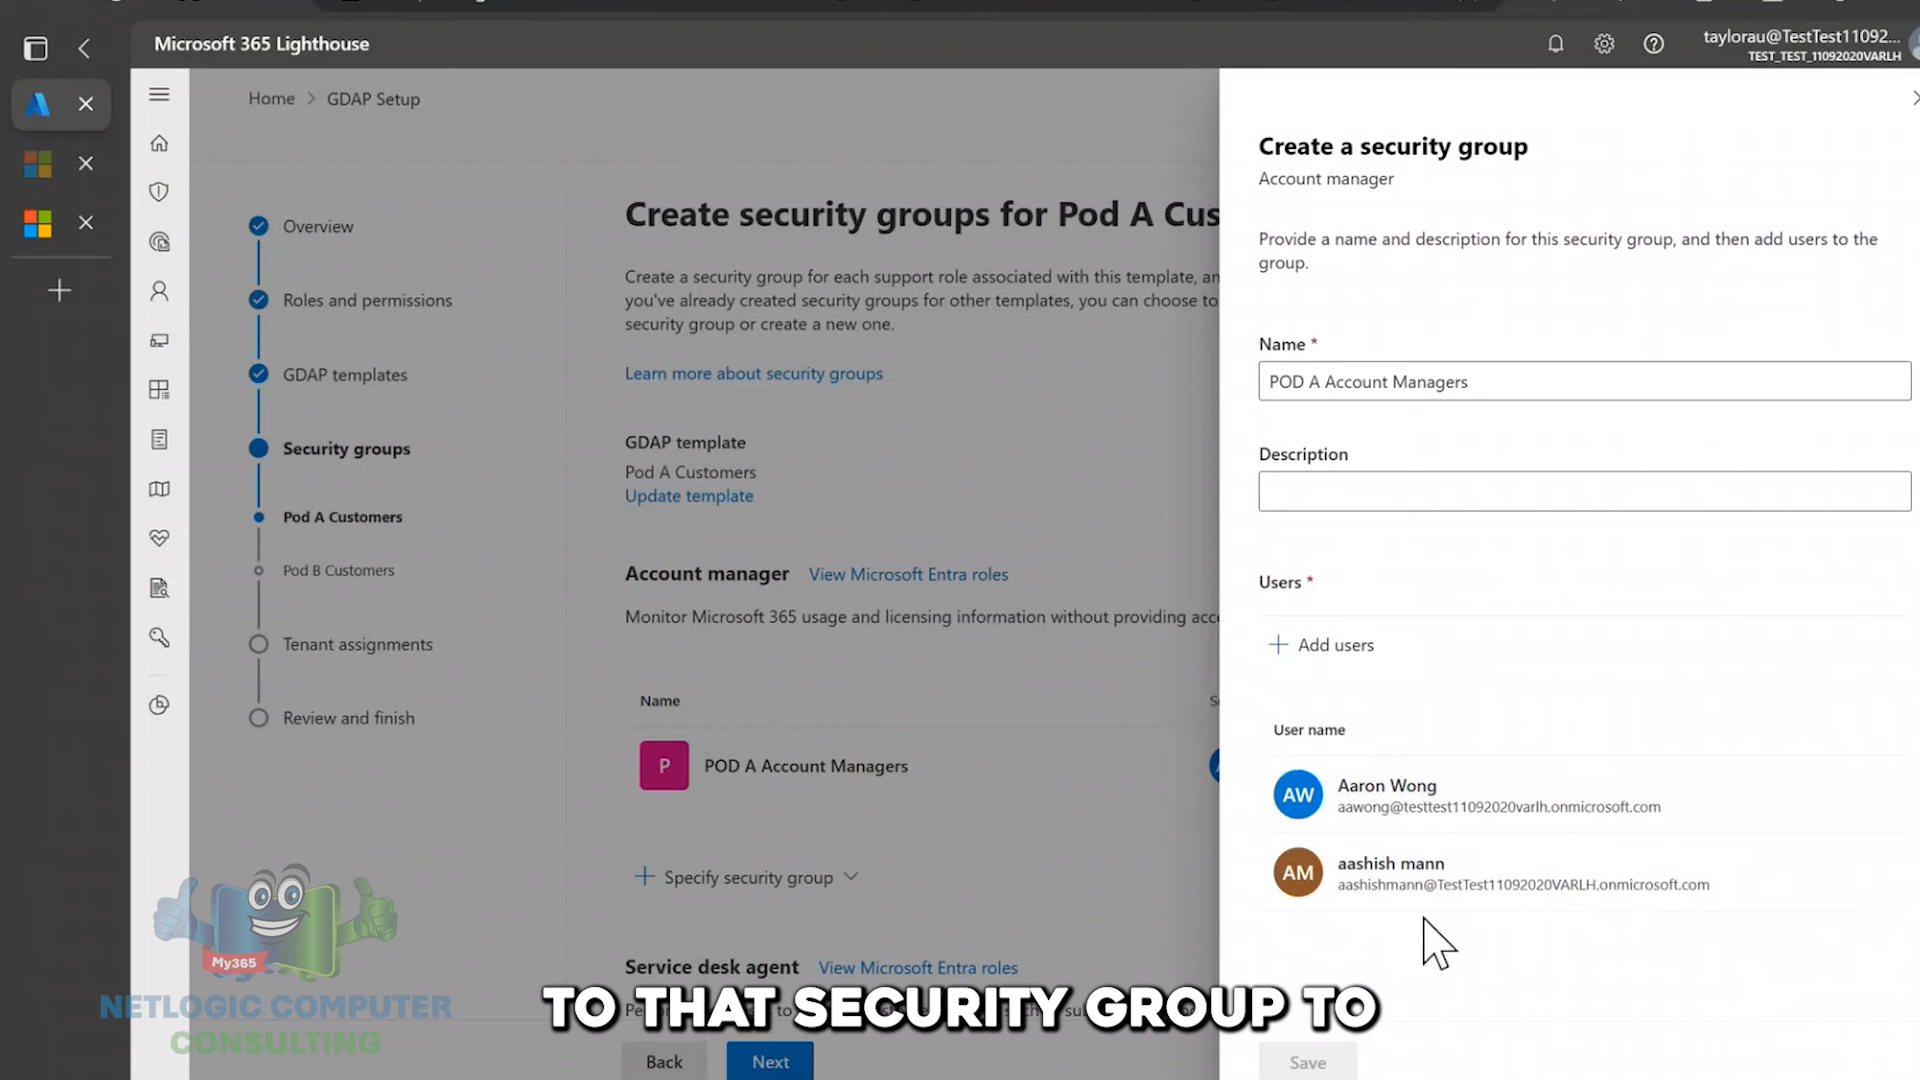 Microsoft 365 Lighthouse
taylorau@TestTest11092...
TEST_TEST_11092020VARLH
Home > GDAP Setup
Overview
Roles and permissions
GDAP templates
Security groups
Pod A Customers
Pod B Customers
Tenant assignments
Review and finish
Create security groups for Pod A Cus
Create a security group for each support role associated with this template, an
you've already created security groups for other templates, you can choose to
security group or create a new one.
Learn more about security groups
GDAP template
Pod A Customers
Update template
Account manager View Microsoft Entra roles
Monitor Microsoft 365 usage and licensing information without providing acc
Name
P POD A Account Managers
Specify security group
Service desk agent View Microsoft Entra roles
Back Next
Create a security group
Account manager
Provide a name and description for this security group, and then add users to the
group.
Name *
POD A Account Managers
Description
Users *
Add users
User name
AW Aaron Wong
aawong@testtest11092020varlh.onmicrosoft.com
AM aashish mann
aashishmann@TestTest11092020VARLH.onmicrosoft.com
Save
My365
NETLOGIC COMPUTER
CONSULTING
TO THAT SECURITY GROUP TO